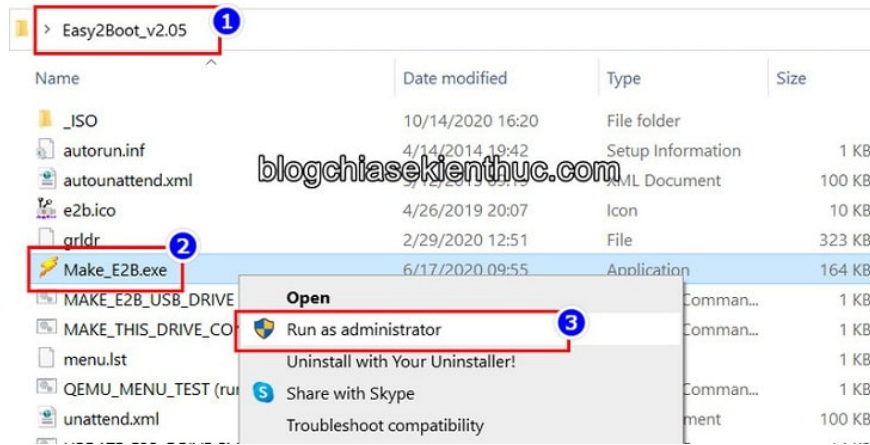 > Easy2Boot_v2.05 1
Name Date modified Type Size
_ISO 10/14/2020 16:20 File folder
autorun.inf 4/14/2014 19:42 Setup Information 1 KB
blogchiasekienthuc.com
autounattend.xml XML Document 100 KB
e2b.ico 4/26/2019 20:07 Icon 10 KB
grldr 2/29/2020 12:51 File 323 KB
2
Make_E2B.exe 6/17/2020 09:55 Application 164 KB
MAKE_E2B_USB_DRIVE Open Comman... 1 KB
MAKE_THIS_DRIVE_CO Run as administrator 3 Comman... 1 KB
menu.lst Uninstall with Your Uninstaller! 1 KB
QEMU_MENU_TEST (ru Share with Skype Comman... 1 KB
unattend.xml Troubleshoot compatibility ment 100 KB